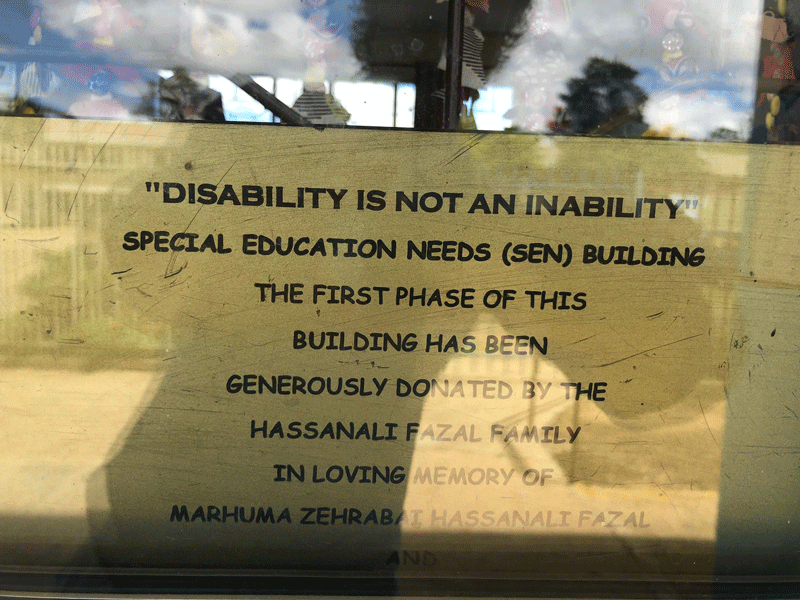 "DISABILITY IS NOT AN INABILITY"
SPECIAL EDUCATION NEEDS (SEN) BUILDING
THE FIRST PHASE OF THIS
BUILDING HAS BEEN
GENEROUSLY DONATED BY THE
HASSANALI FAZAL FAMILY
IN LOVING MEMORY OF
MARHUMA ZEHRABAI HASSANALI FAZAL
AND